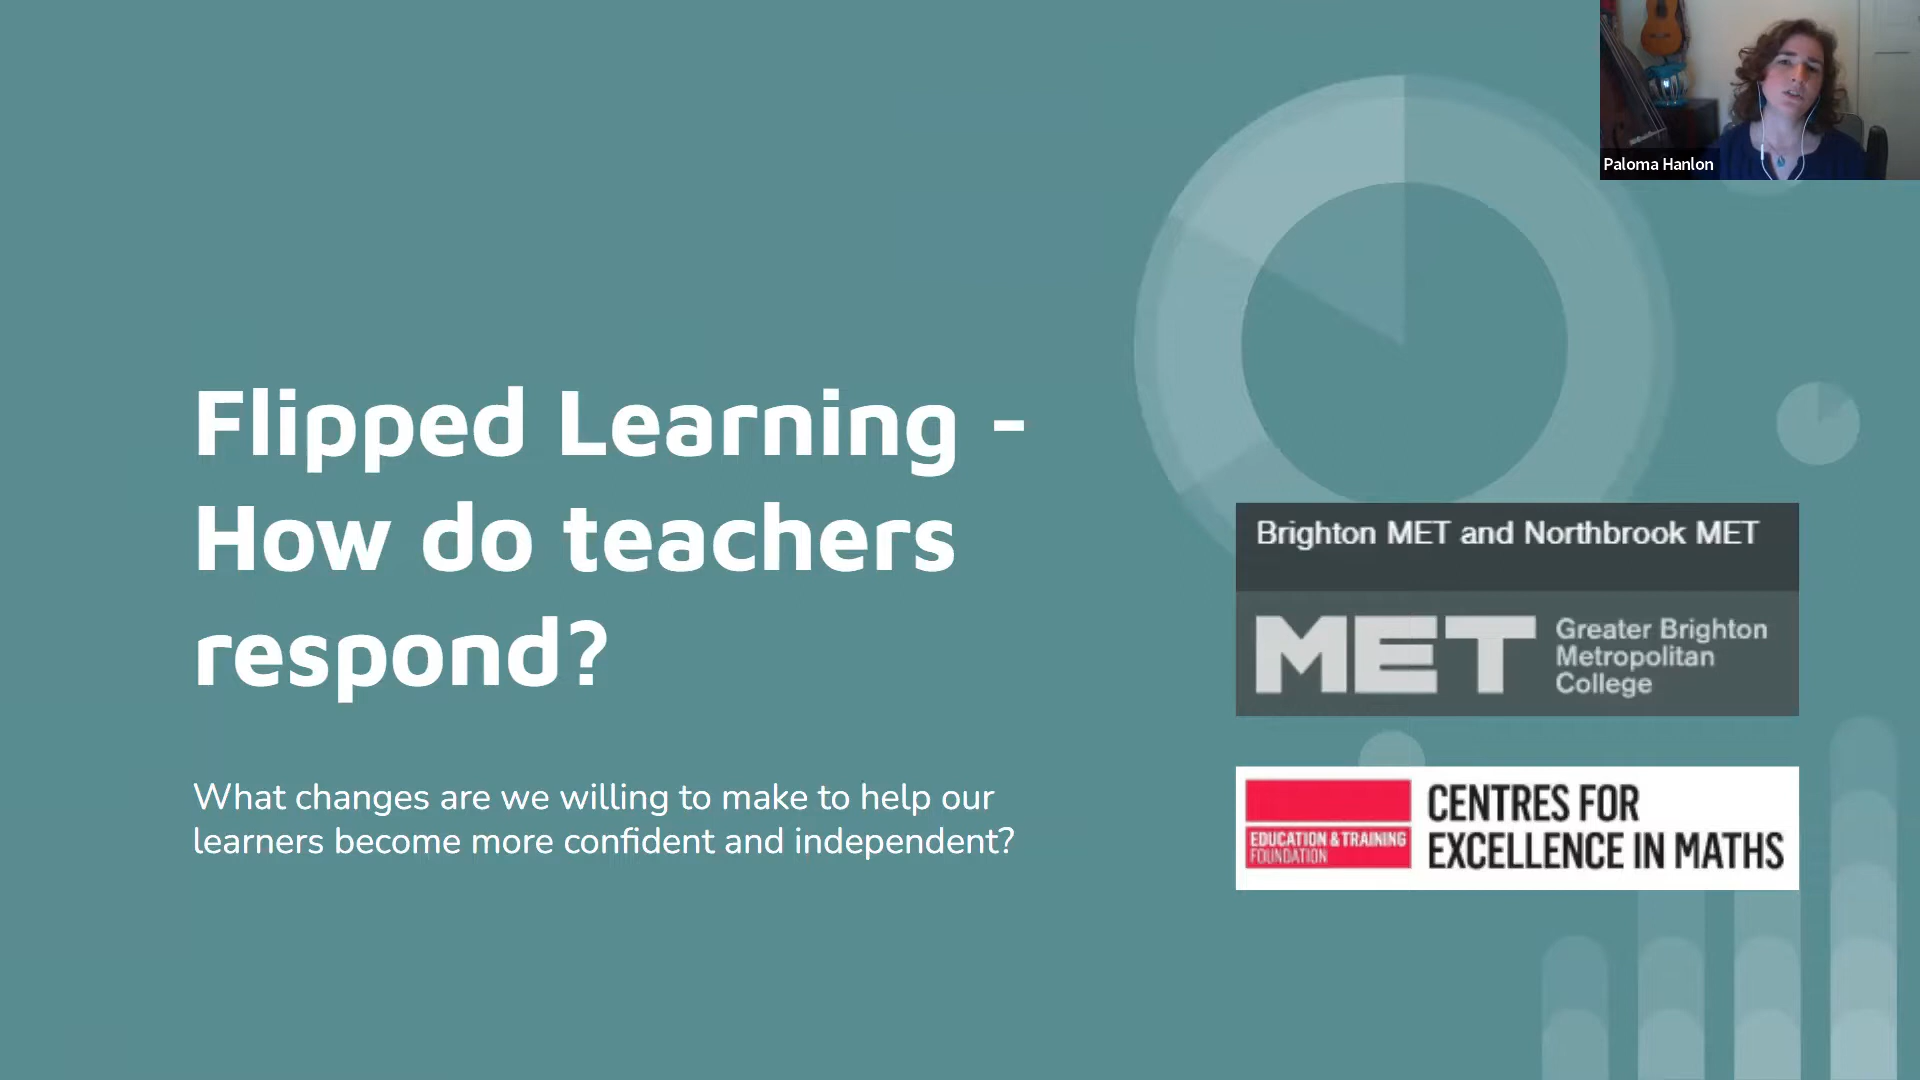 Paloma Hanlon
Flipped Learning -
How do teachers
respond?
What changes are we willing to make to help our
learners become more confident and independent?
Brighton MET and Northbrook MET
MET
Greater Brighton
Metropolitan
College
EDUCATION & TRAINING
FOUNDATION
CENTRES FOR
EXCELLENCE IN MATHS